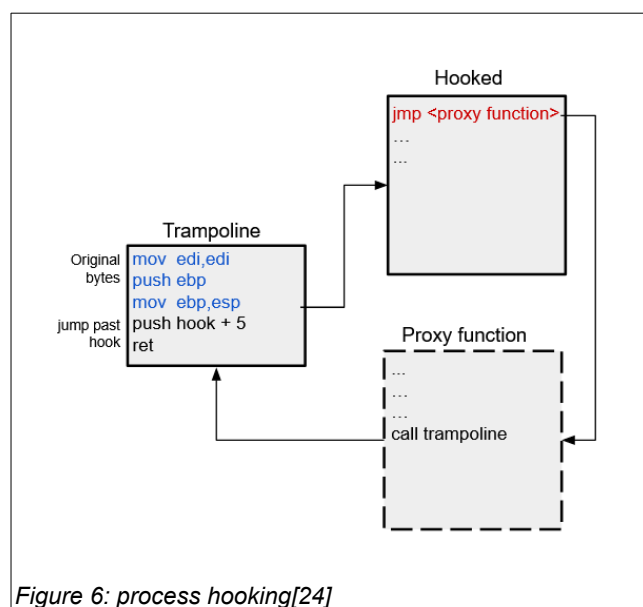 Hooked
jmp <proxy function>
...
...
Trampoline
Original
bytes
mov edi,edi
push ebp
mov ebp,esp
jump past
hook
push hook + 5
ret
Proxy function
...
...
...
call trampoline
Figure 6: process hooking[24]